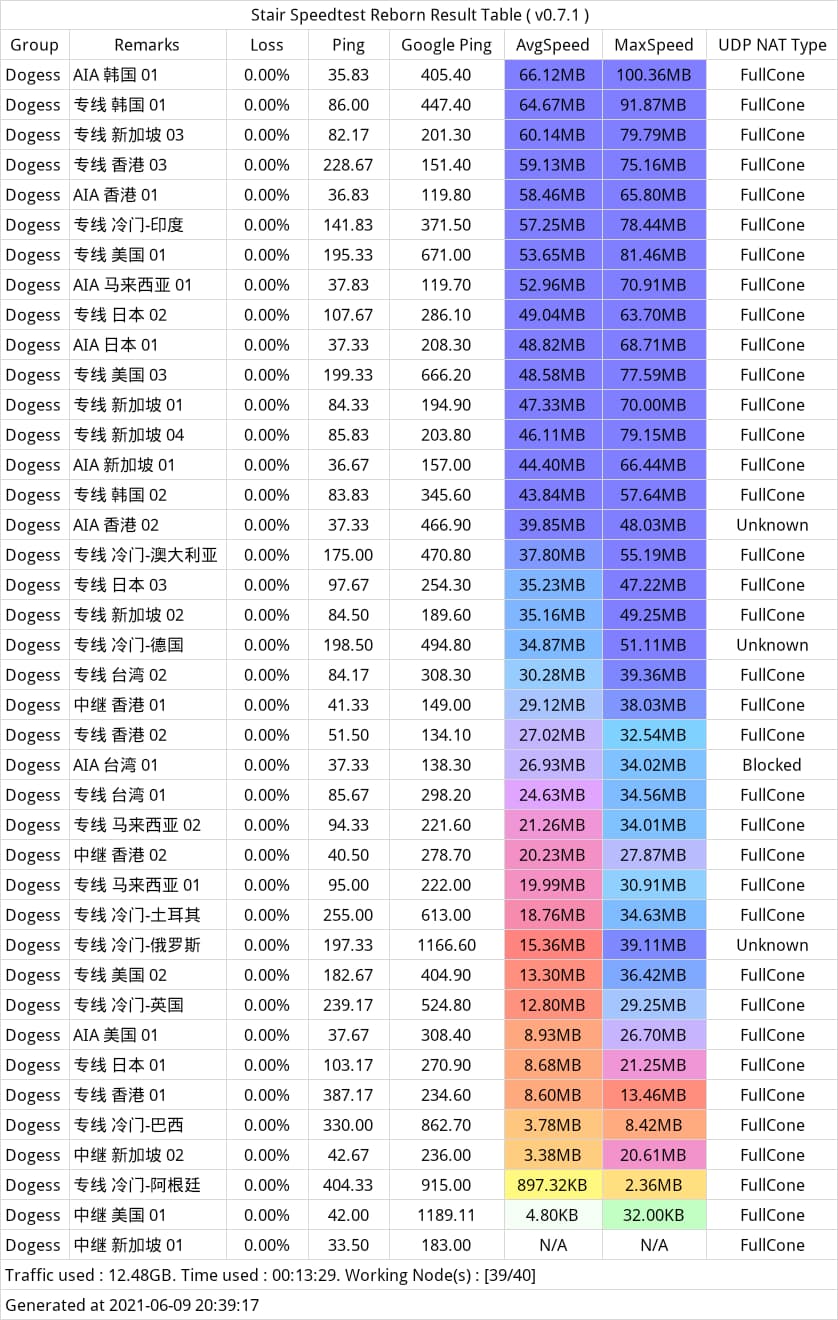 Stair Speedtest Reborn Result Table ( v0.7.1 )
Group Remarks Loss Ping Google Ping AvgSpeed MaxSpeed UDP NAT Type
Dogess AIA 韩国 01 0.00% 35.83 405.40 66.12MB 100.36MB FullCone
Dogess 专线 韩国 01 0.00% 86.00 447.40 64.67MB 91.87MB FullCone
Dogess 专线 新加坡 03 0.00% 82.17 201.30 60.14MB 79.79MB FullCone
Dogess 专线 香港 03 0.00% 228.67 151.40 59.13MB 75.16MB FullCone
Dogess AIA 香港 01 0.00% 36.83 119.80 58.46MB 65.80MB FullCone
Dogess 专线 冷门-印度 0.00% 141.83 371.50 57.25MB 78.44MB FullCone
Dogess 专线 美国 01 0.00% 195.33 671.00 53.65MB 81.46MB FullCone
Dogess AIA 马来西亚 01 0.00% 37.83 119.70 52.96MB 70.91MB FullCone
Dogess 专线 日本 02 0.00% 107.67 286.10 49.04MB 63.70MB FullCone
Dogess AIA 日本 01 0.00% 37.33 208.30 48.82MB 68.71MB FullCone
Dogess 专线 美国 03 0.00% 199.33 666.20 48.58MB 77.59MB FullCone
Dogess 专线 新加坡 01 0.00% 84.33 194.90 47.33MB 70.00MB FullCone
Dogess 专线 新加坡 04 0.00% 85.83 203.80 46.11MB 79.15MB FullCone
Dogess AIA 新加坡 01 0.00% 36.67 157.00 44.40MB 66.44MB FullCone
Dogess 专线 韩国 02 0.00% 83.83 345.60 43.84MB 57.64MB FullCone
Dogess AIA 香港 02 0.00% 37.33 466.90 39.85MB 48.03MB Unknown
Dogess 专线 冷门-澳大利亚 0.00% 175.00 470.80 37.80MB 55.19MB FullCone
Dogess 专线 日本 03 0.00% 97.67 254.30 35.23MB 47.22MB FullCone
Dogess 专线 新加坡 02 0.00% 84.50 189.60 35.16MB 49.25MB FullCone
Dogess 专线 冷门-德国 0.00% 198.50 494.80 34.87MB 51.11MB Unknown
Dogess 专线 台湾 02 0.00% 84.17 308.30 30.28MB 39.36MB FullCone
Dogess 中继 香港 01 0.00% 41.33 149.00 29.12MB 38.03MB FullCone
Dogess 专线 香港 02 0.00% 51.50 134.10 27.02MB 32.54MB FullCone
Dogess AIA 台湾 01 0.00% 37.33 138.30 26.93MB 34.02MB Blocked
Dogess 专线 台湾 01 0.00% 85.67 298.20 24.63MB 34.56MB FullCone
Dogess 专线 马来西亚 02 0.00% 94.33 221.60 21.26MB 34.01MB FullCone
Dogess 中继 香港 02 0.00% 40.50 278.70 20.23MB 27.87MB FullCone
Dogess 专线 马来西亚 01 0.00% 95.00 222.00 19.99MB 30.91MB FullCone
Dogess 专线 冷门-土耳其 0.00% 255.00 613.00 18.76MB 34.63MB FullCone
Dogess 专线 冷门-俄罗斯 0.00% 197.33 1166.60 15.36MB 39.11MB Unknown
Dogess 专线 美国 02 0.00% 182.67 404.90 13.30MB 36.42MB FullCone
Dogess 专线 冷门-英国 0.00% 239.17 524.80 12.80MB 29.25MB FullCone
Dogess AIA 美国 01 0.00% 37.67 308.40 8.93MB 26.70MB FullCone
Dogess 专线 日本 01 0.00% 103.17 270.90 8.68MB 21.25MB FullCone
Dogess 专线 香港 01 0.00% 387.17 234.60 8.60MB 13.46MB FullCone
Dogess 专线 冷门-巴西 0.00% 330.00 862.70 3.78MB 8.42MB FullCone
Dogess 中继 新加坡 02 0.00% 42.67 236.00 3.38MB 20.61MB FullCone
Dogess 专线 冷门-阿根廷 0.00% 404.33 915.00 897.32KB 2.36MB FullCone
Dogess 中继 美国 01 0.00% 42.00 1189.11 4.80KB 32.00KB FullCone
Dogess 中继 新加坡 01 0.00% 33.50 183.00 N/A N/A FullCone
Traffic used : 12.48GB. Time used : 00:13:29. Working Node(s) : [39/40]
Generated at 2021-06-09 20:39:17